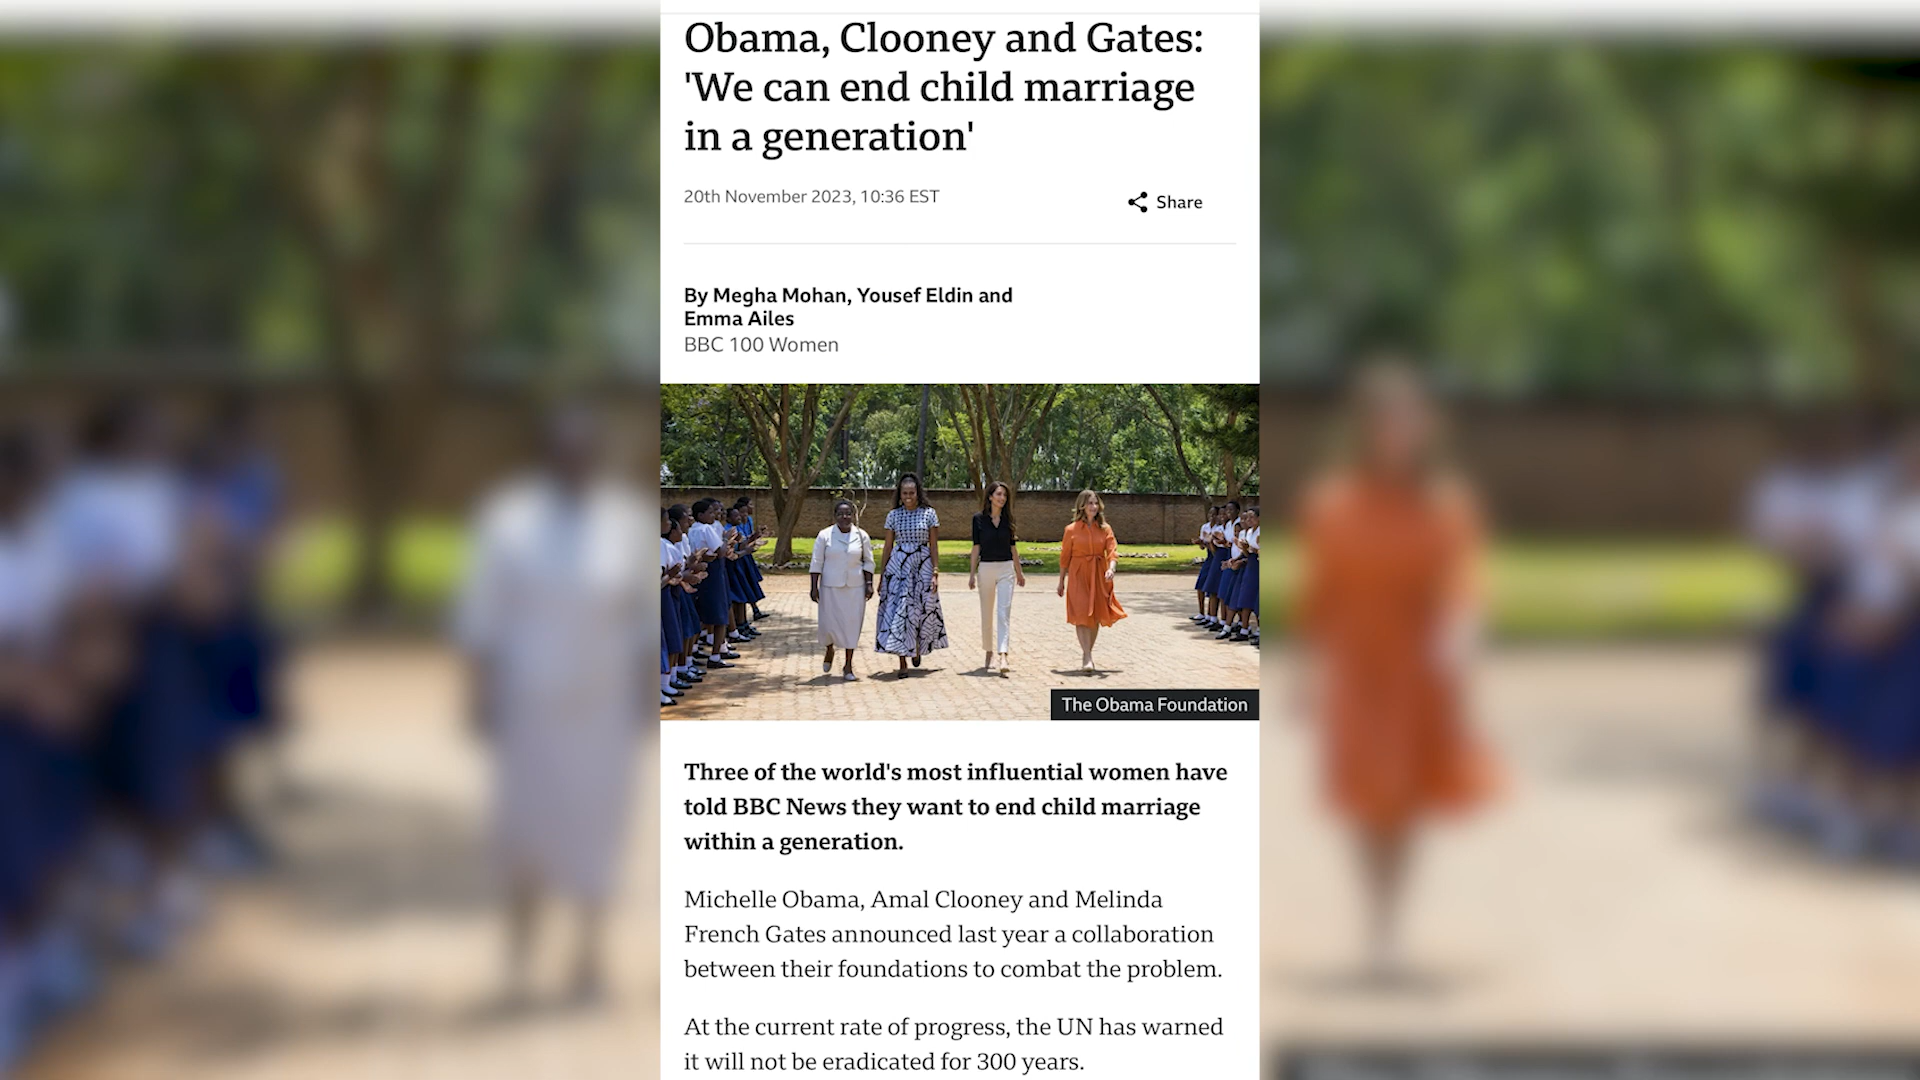 Obama, Clooney and Gates:
'We can end child marriage
in a generation'
20th November 2023, 10:36 EST
Share
By Megha Mohan, Yousef Eldin and
Emma Ailes
BBC 100 Women
The Obama Foundation
Three of the world's most influential women have
told BBC News they want to end child marriage
within a generation.
Michelle Obama, Amal Clooney and Melinda
French Gates announced last year a collaboration
between their foundations to combat the problem.
At the current rate of progress, the UN has warned
it will not be eradicated for 300 years.